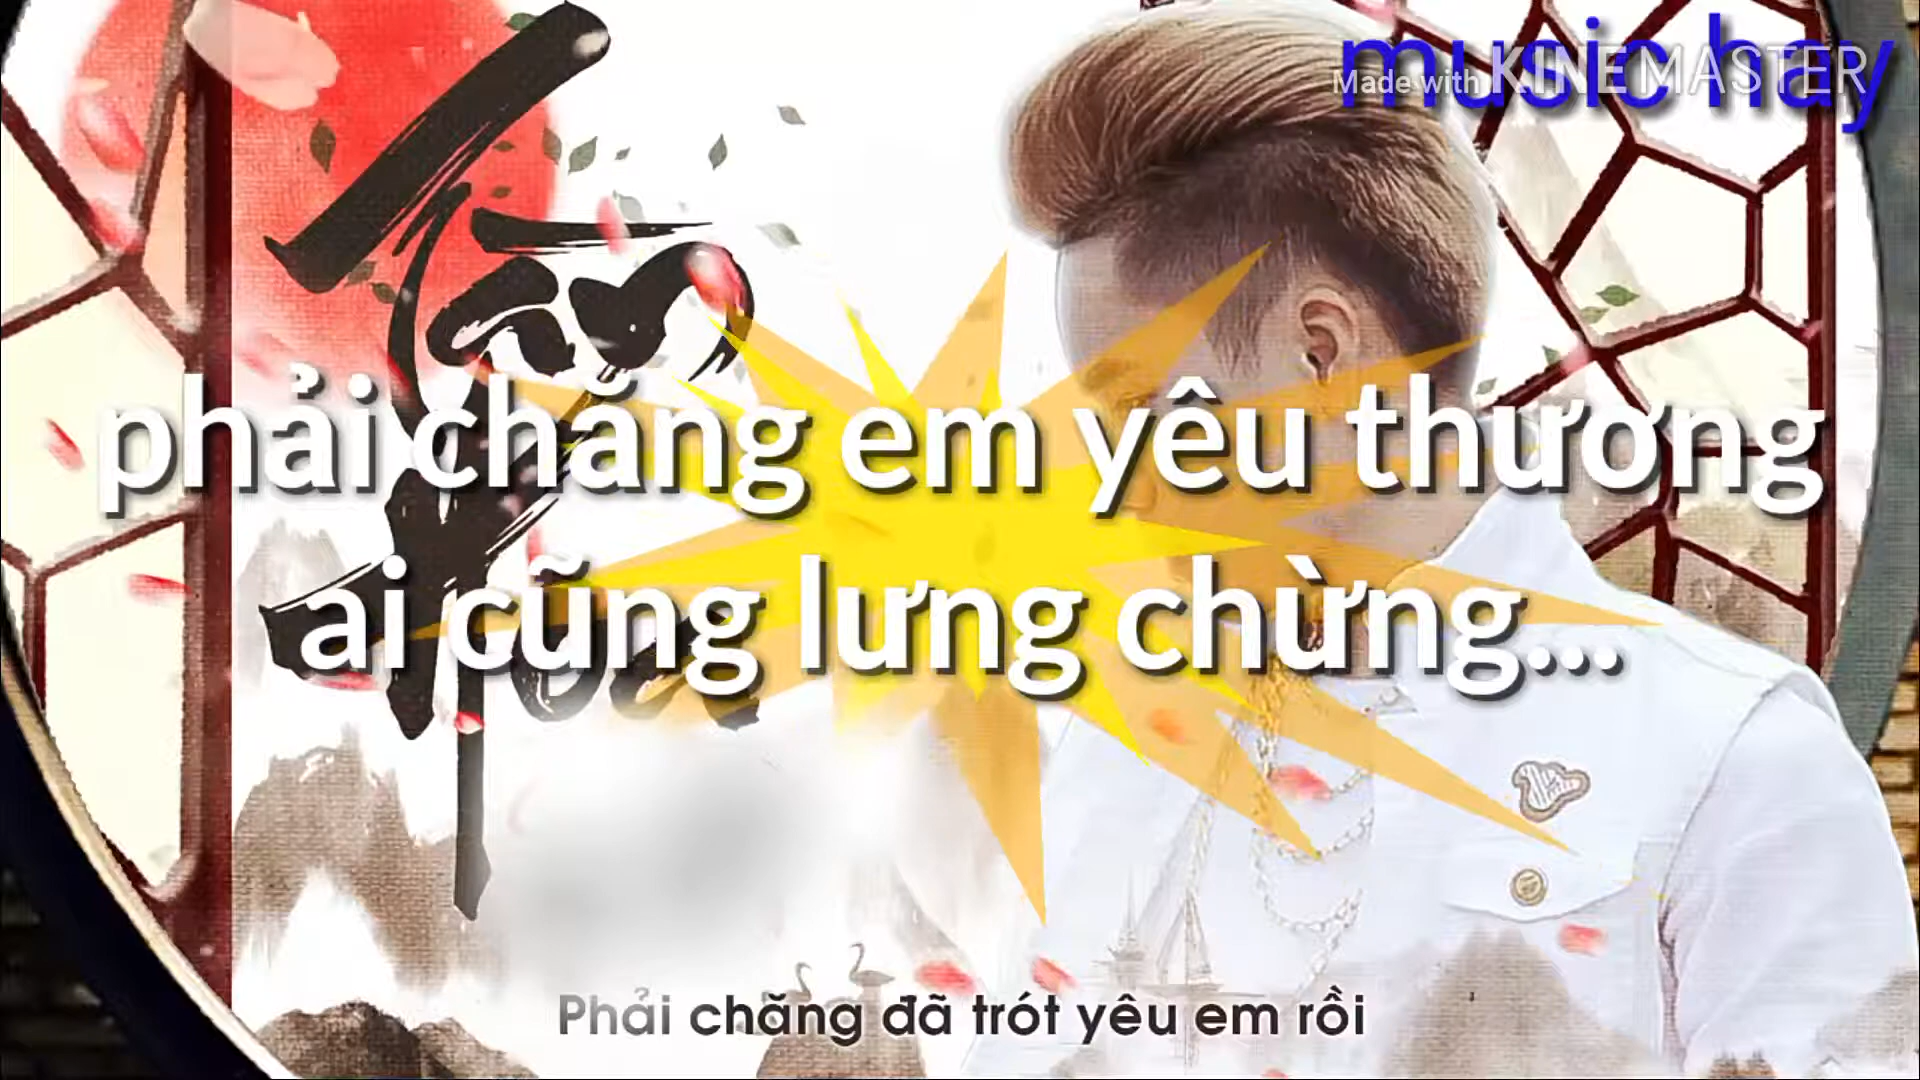 music hay
Made with KINEMASTER
phải chăng em yêu thương
ai cũng lưng chừng...
Phải chăng đã trót yêu em rồi